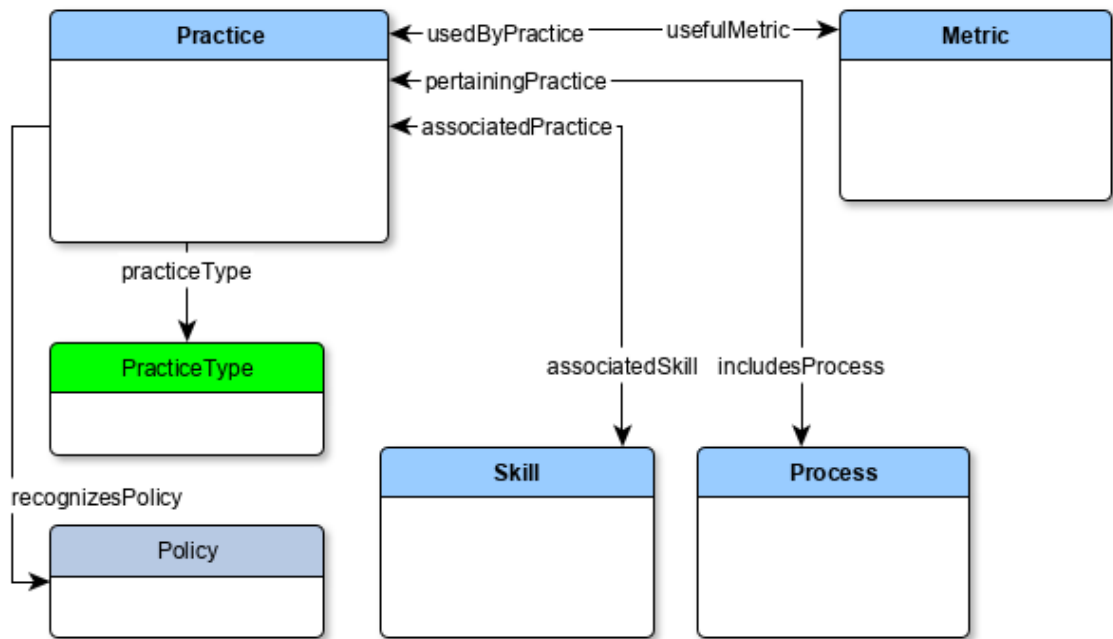 Practice
usedByPractice
usefulMetric
Metric
pertainingPractice
associatedPractice
practiceType
PracticeType
associatedSkill
includesProcess
Skill
Process
recognizesPolicy
Policy